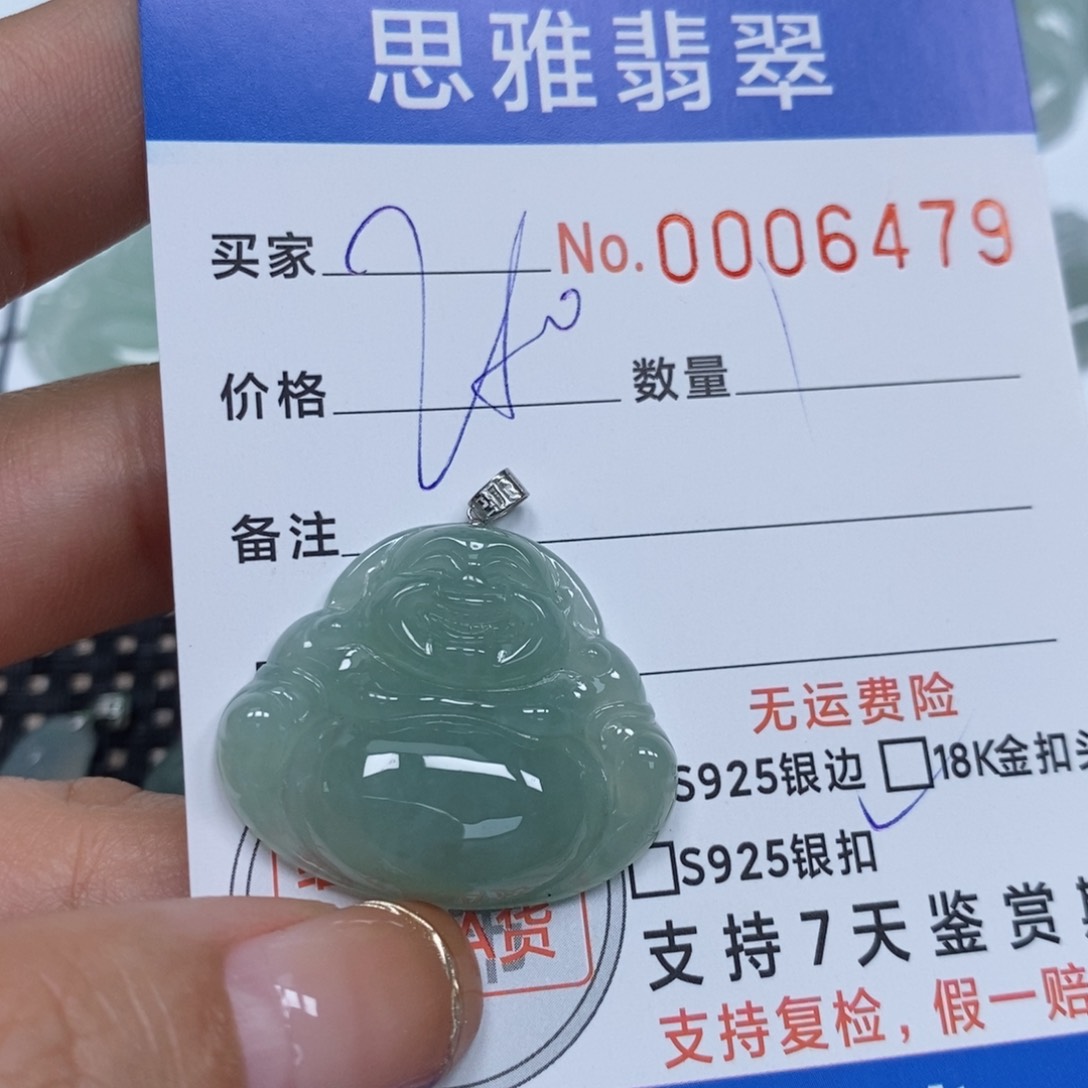 思雅翡翠
买家 No.0006479
价格 数量
备注
无运费险
S925银边 □18K金扣
□S925银扣
A货
支持7天鉴赏
支持复检，假一赔